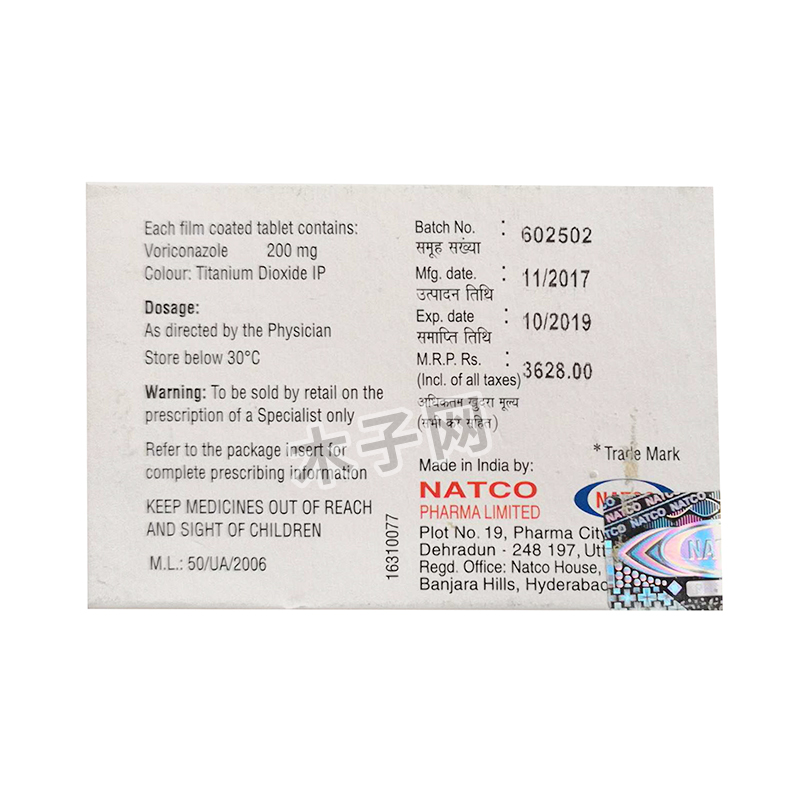 Each film coated tablet contains:
Voriconazole 200 mg
Colour: Titanium Dioxide IP
Dosage:
As directed by the Physician
Store below 30°C
Warning: To be sold by retail on the
prescription of a Specialist only
Refer to the package insert for
complete prescribing information
KEEP MEDICINES OUT OF REACH
AND SIGHT OF CHILDREN
M.L.: 50/UA/2006
16310077
Batch No. : 602502
समूह सख्या
Mfg. date. : 11/2017
उत्पादन तिथि
Exp. date : 10/2019
समाप्ति तिथि
M.R.P. Rs. : 3628.00
(Incl. of all taxes)
अधिकतम खुदरा मूल्य
(सभी कर सहित)
* Trade Mark
Made in India by:
NATCO
PHARMA LIMITED
Plot No. 19, Pharma City
Dehradun - 248 197,
Regd. Office: Natco House,
Banjara Hills,
NATCO
NATCO NATCO
NATCO NATCO
木子网